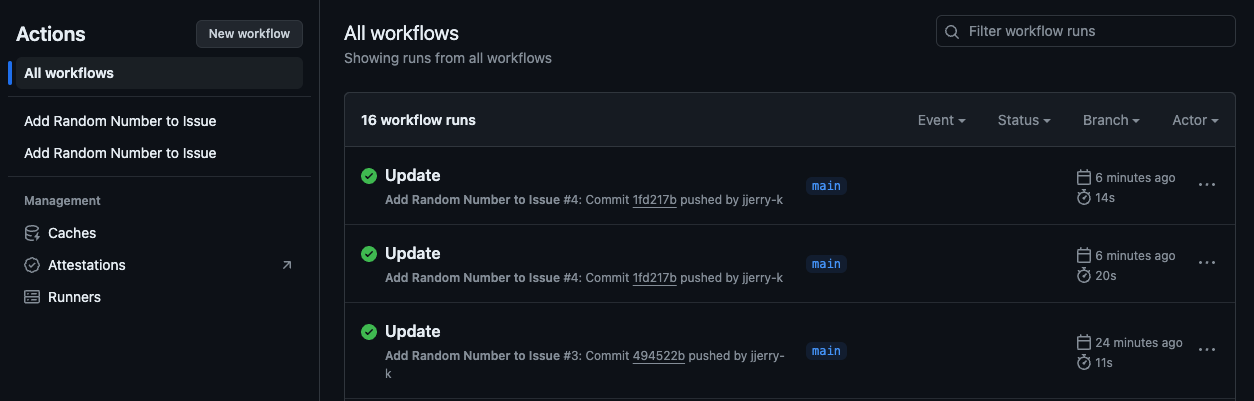 Actions
New workflow
All workflows
Add Random Number to Issue
Add Random Number to Issue
Management
Caches
Attestations
Runners
All workflows
Showing runs from all workflows
Filter workflow runs
16 workflow runs
Event
Status
Branch
Actor
Update
Add Random Number to Issue #4: Commit 1fd217b pushed by jjerry-k
main
6 minutes ago
14s
Update
Add Random Number to Issue #4: Commit 1fd217b pushed by jjerry-k
main
6 minutes ago
20s
Update
Add Random Number to Issue #3: Commit 494522b pushed by jjerry-
k
main
24 minutes ago
11s